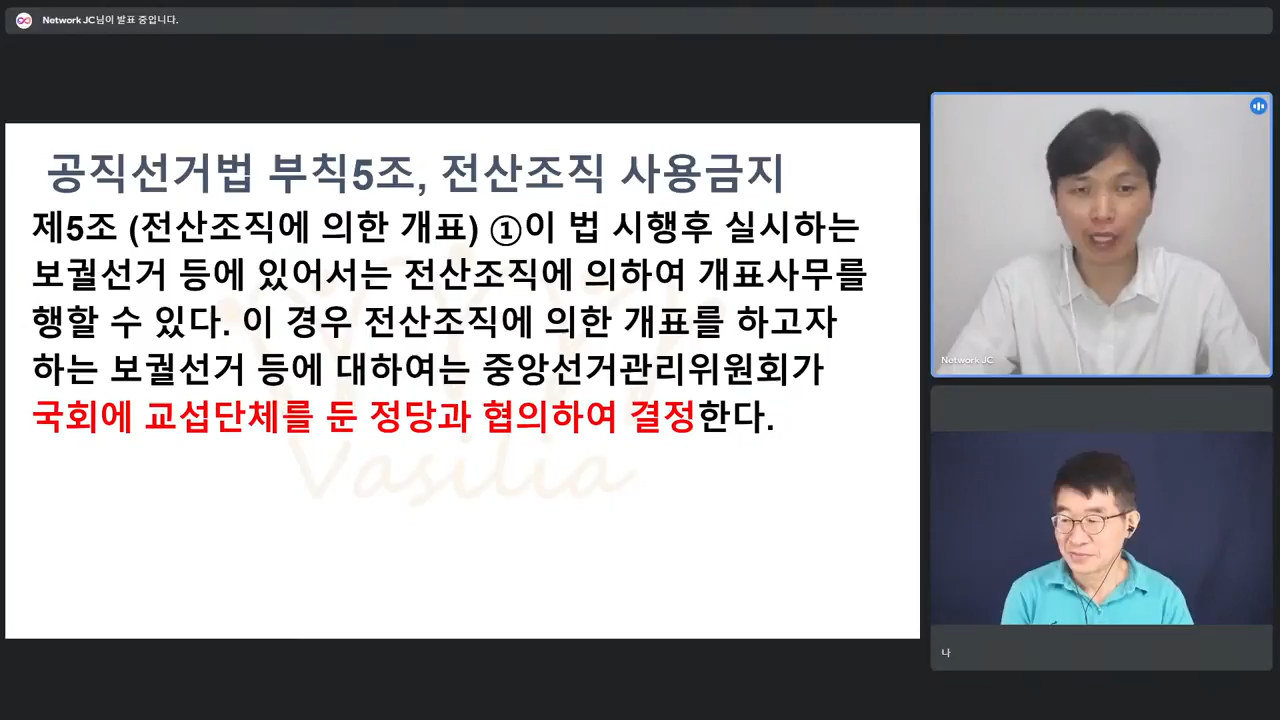 Network JC님이 발표 중입니다.
공직선거법 부칙5조, 전산조직 사용금지
제5조 (전산조직에 의한 개표) ①이 법 시행후 실시하는
보궐선거 등에 있어서는 전산조직에 의하여 개표사무를
행할 수 있다. 이 경우 전산조직에 의한 개표를 하고자
하는 보궐선거 등에 대하여는 중앙선거관리위원회가
국회에 교섭단체를 둔 정당과 협의하여 결정한다.
Vasilia
Network JC
나